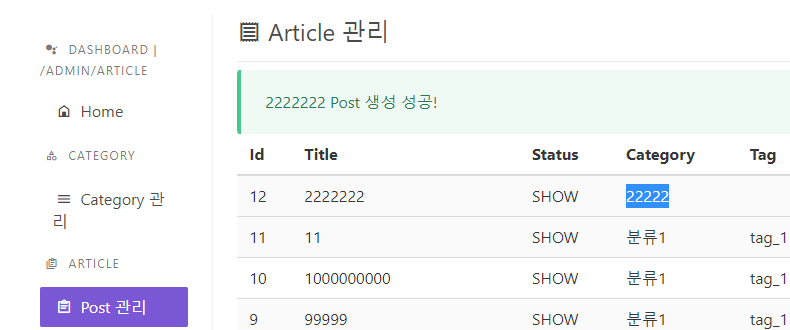 DASHBOARD |
/ADMIN/ARTICLE
Home
CATEGORY
Category 관
리
ARTICLE
Post 관리
Article 관리
2222222 Post 생성 성공!
Id Title Status Category Tag
12 2222222 SHOW 22222
11 11 SHOW 분류1 tag_1
10 1000000000 SHOW 분류1 tag_1
9 99999 SHOW 분류1 tag_1